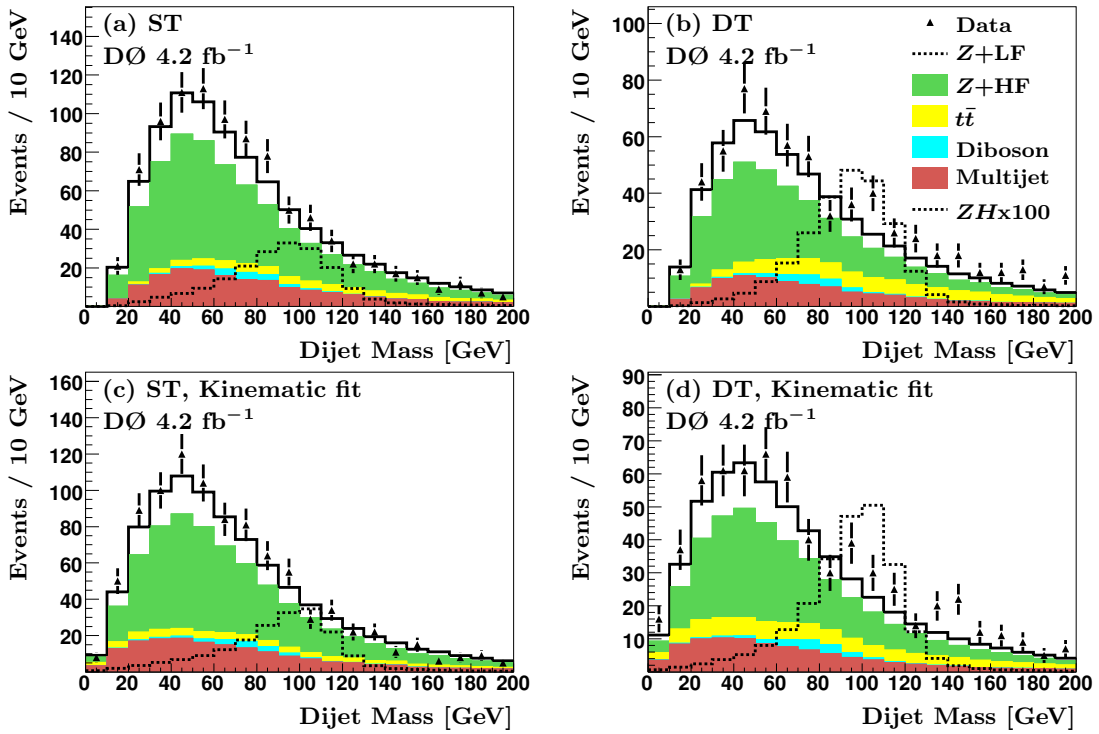 (a) ST
DØ 4.2 fb⁻¹
Events / 10 GeV
140
120
100
80
60
40
20
0 20 40 60 80 100 120 140 160 180 200
Dijet Mass [GeV]
(b) DT
DØ 4.2 fb⁻¹
Events / 10 GeV
100
80
60
40
20
0 20 40 60 80 100 120 140 160 180 200
Dijet Mass [GeV]
Data
Z+LF
Z+HF
tt̄
Diboson
Multijet
ZHx100
(c) ST, Kinematic fit
DØ 4.2 fb⁻¹
Events / 10 GeV
160
140
120
100
80
60
40
20
0 20 40 60 80 100 120 140 160 180 200
Dijet Mass [GeV]
(d) DT, Kinematic fit
DØ 4.2 fb⁻¹
Events / 10 GeV
90
80
70
60
50
40
30
20
10
0 20 40 60 80 100 120 140 160 180 200
Dijet Mass [GeV]